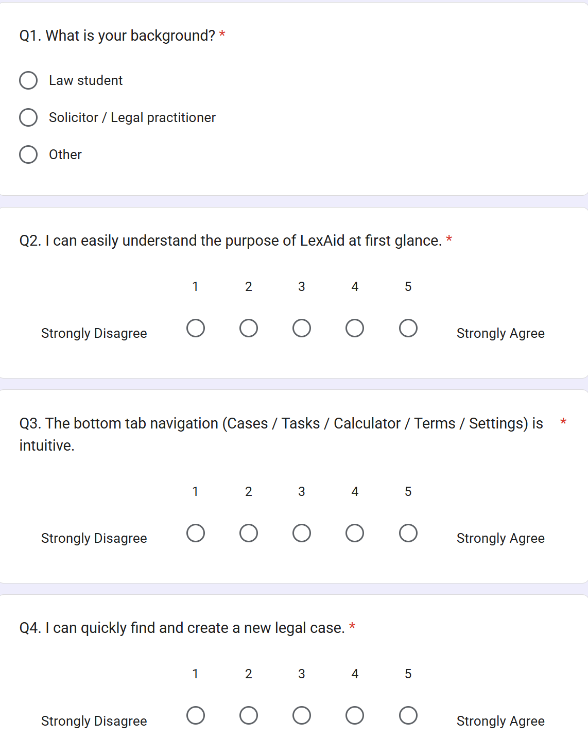 Q1. What is your background? *
Law student
Solicitor / Legal practitioner
Other
Q2. I can easily understand the purpose of LexAid at first glance. *
1 2 3 4 5
Strongly Disagree Strongly Agree
Q3. The bottom tab navigation (Cases / Tasks / Calculator / Terms / Settings) is *
intuitive.
1 2 3 4 5
Strongly Disagree Strongly Agree
Q4. I can quickly find and create a new legal case. *
1 2 3 4 5
Strongly Disagree Strongly Agree